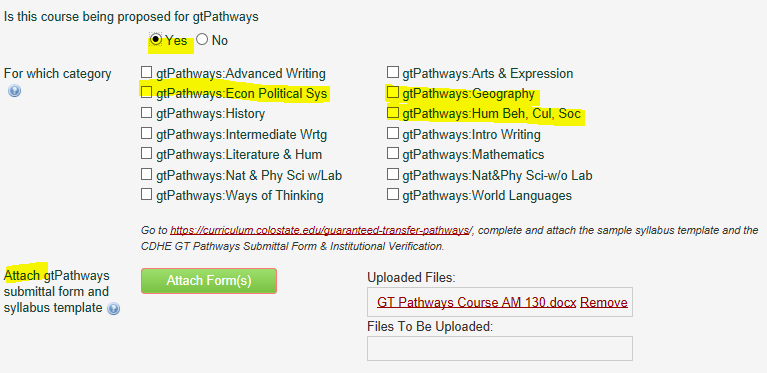 Is this course being proposed for gtPathways
Yes No
For which category
gtPathways:Advanced Writing gtPathways:Arts & Expression
gtPathways:Econ Political Sys gtPathways:Geography
gtPathways:History gtPathways:Hum Beh, Cul, Soc
gtPathways:Intermediate Wrtg gtPathways:Intro Writing
gtPathways:Literature & Hum gtPathways:Mathematics
gtPathways:Nat & Phy Sci w/Lab gtPathways:Nat&Phy Sci-w/o Lab
gtPathways:Ways of Thinking gtPathways:World Languages
Go to https://curriculum.colostate.edu/guaranteed-transfer-pathways/, complete and attach the sample syllabus template and the
CDHE GT Pathways Submittal Form & Institutional Verification.
Attach gtPathways
submittal form and
syllabus template
Attach Form(s)
Uploaded Files:
GT Pathways Course AM 130.docx Remove
Files To Be Uploaded: